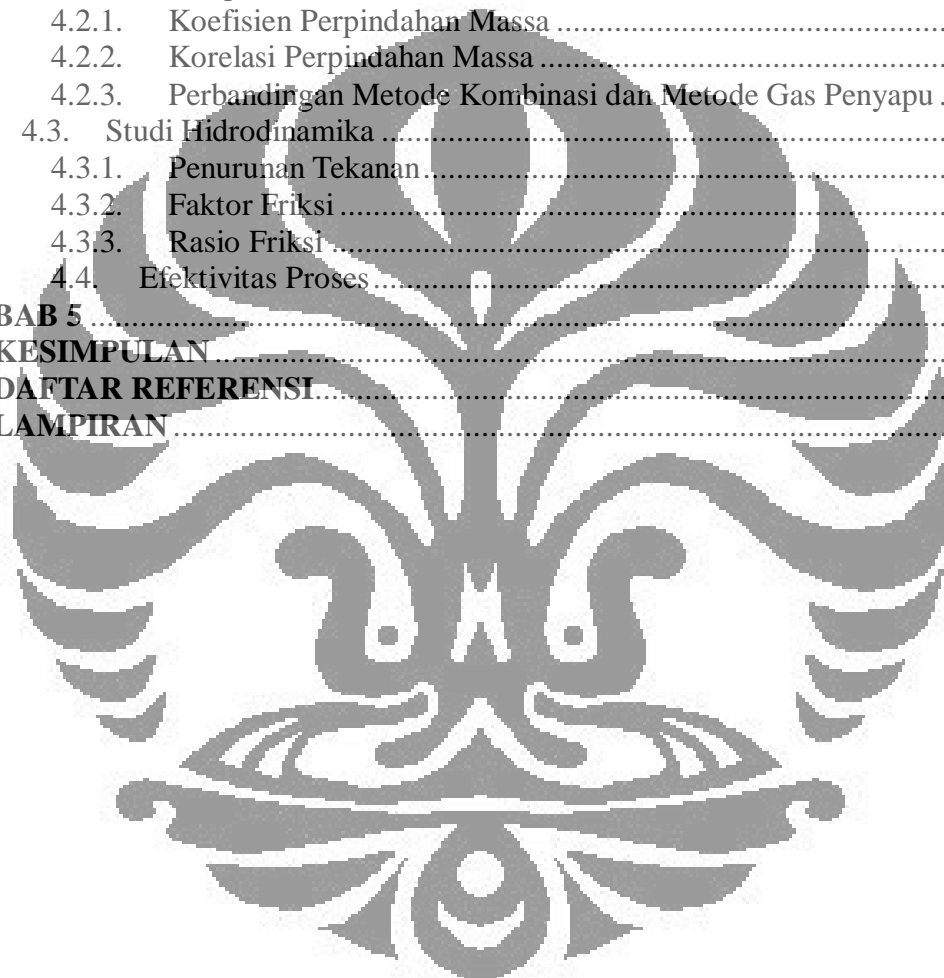 4.2.1. Koefisien Perpindahan Massa
4.2.2. Korelasi Perpindahan Massa
4.2.3. Perbandingan Metode Kombinasi dan Metode Gas Penyapu
4.3. Studi Hidrodinamika
4.3.1. Penurunan Tekanan
4.3.2. Faktor Friksi
4.3.3. Rasio Friksi
4.4. Efektivitas Proses
BAB 5
KESIMPULAN
DAFTAR REFERENSI
LAMPIRAN